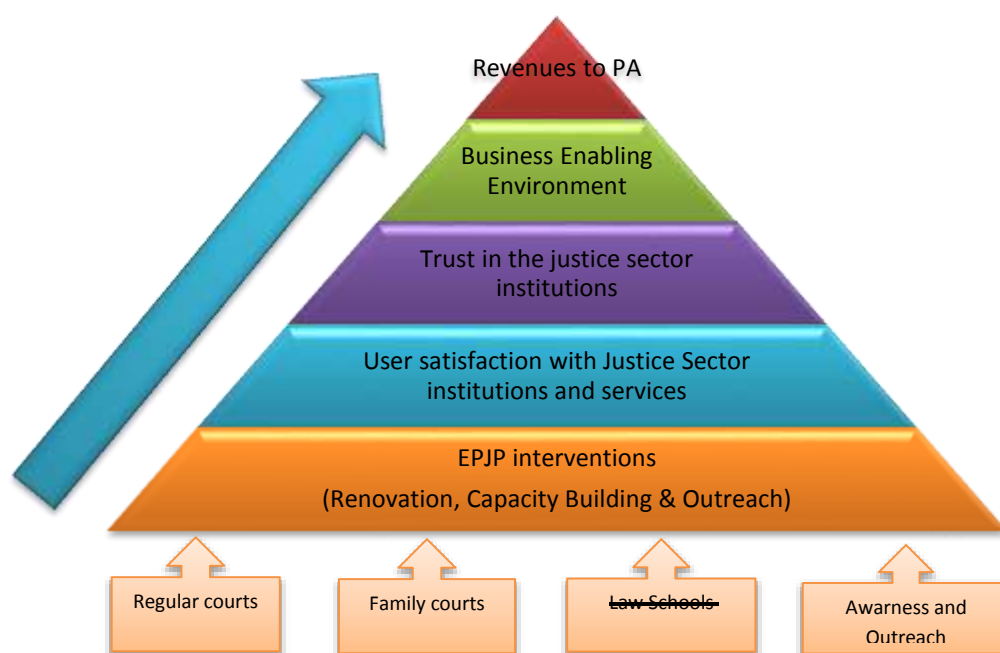 Revenues to PA
Business Enabling
Environment
Trust in the justice sector
institutions
User satisfaction with Justice Sector
institutions and services
EPJP interventions
(Renovation, Capacity Building & Outreach)
Regular courts
Family courts
Law Schools
Awarness and
Outreach